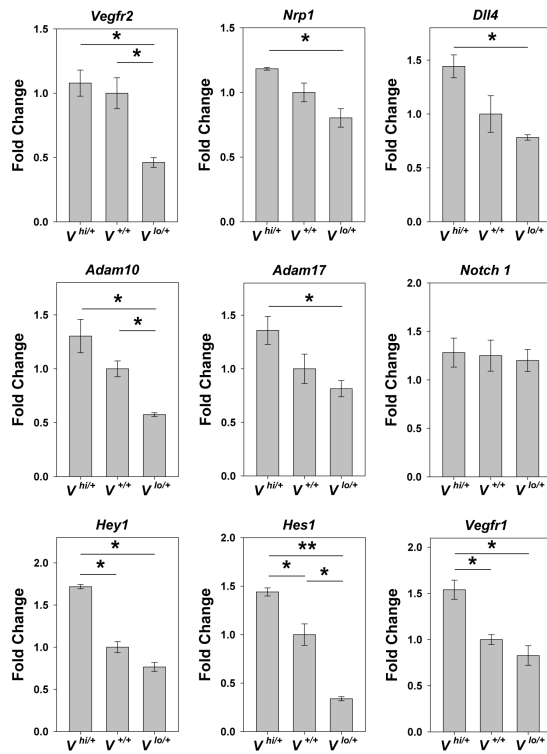 Vegfr2
Fold Change
1.5
1.0
0.5
0.0
*
*
V hi/+ V +/+ V lo/+
Nrp1
Fold Change
1.5
1.0
0.5
0.0
*
V hi/+ V +/+ V lo/+
Dll4
Fold Change
1.5
1.0
0.5
0.0
*
V hi/+ V +/+ V lo/+
Adam10
Fold Change
1.5
1.0
0.5
0.0
*
*
V hi/+ V +/+ V lo/+
Adam17
Fold Change
1.5
1.0
0.5
0.0
*
V hi/+ V +/+ V lo/+
Notch 1
Fold Change
2.0
1.5
1.0
0.5
0.0
V hi/+ V +/+ V lo/+
Hey1
Fold Change
2.0
1.5
1.0
0.5
0.0
*
*
V hi/+ V +/+ V lo/+
Hes1
Fold Change
2.0
1.5
1.0
0.5
0.0
**
*
*
V hi/+ V +/+ V lo/+
Vegfr1
Fold Change
2.0
1.5
1.0
0.5
0.0
*
*
V hi/+ V +/+ V lo/+